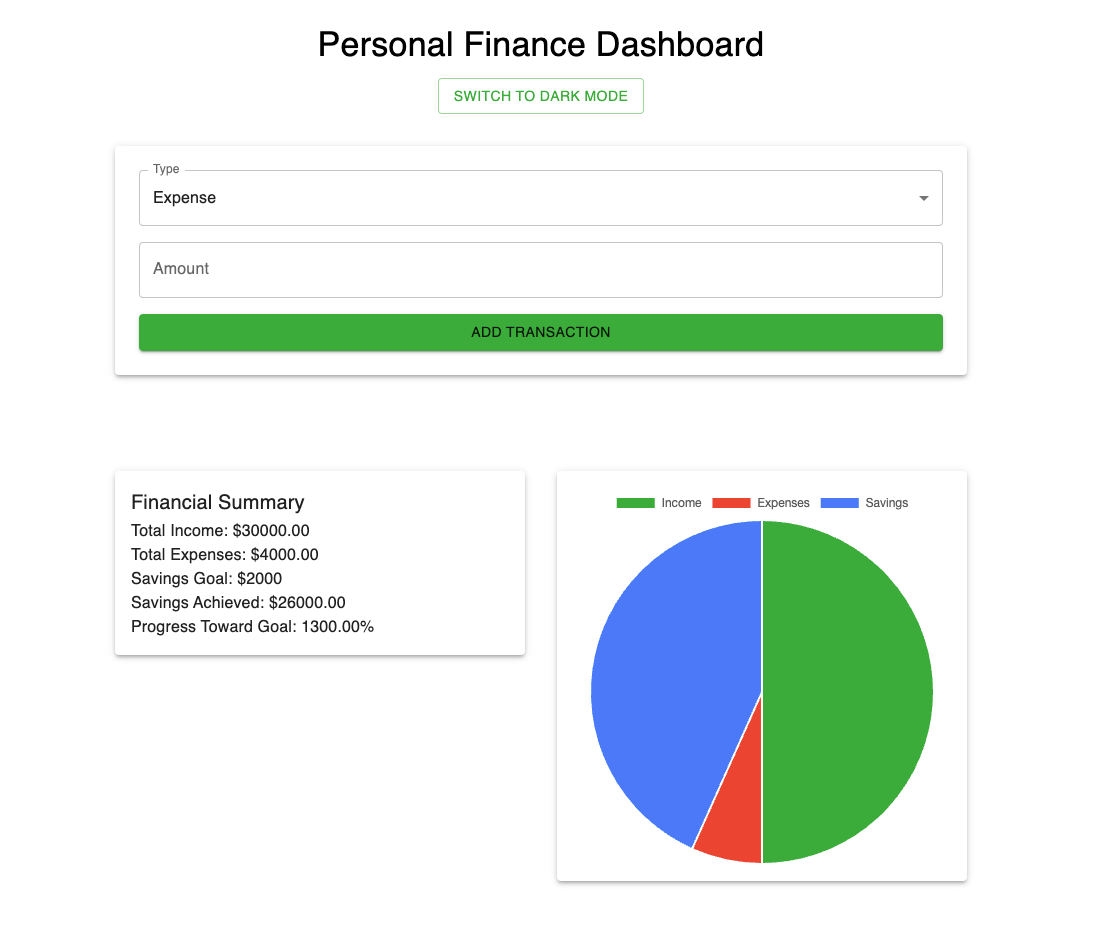 Personal Finance Dashboard
SWITCH TO DARK MODE
Type
Expense
Amount
ADD TRANSACTION
Financial Summary
Total Income: $30000.00
Total Expenses: $4000.00
Savings Goal: $2000
Savings Achieved: $26000.00
Progress Toward Goal: 1300.00%
Income Expenses Savings